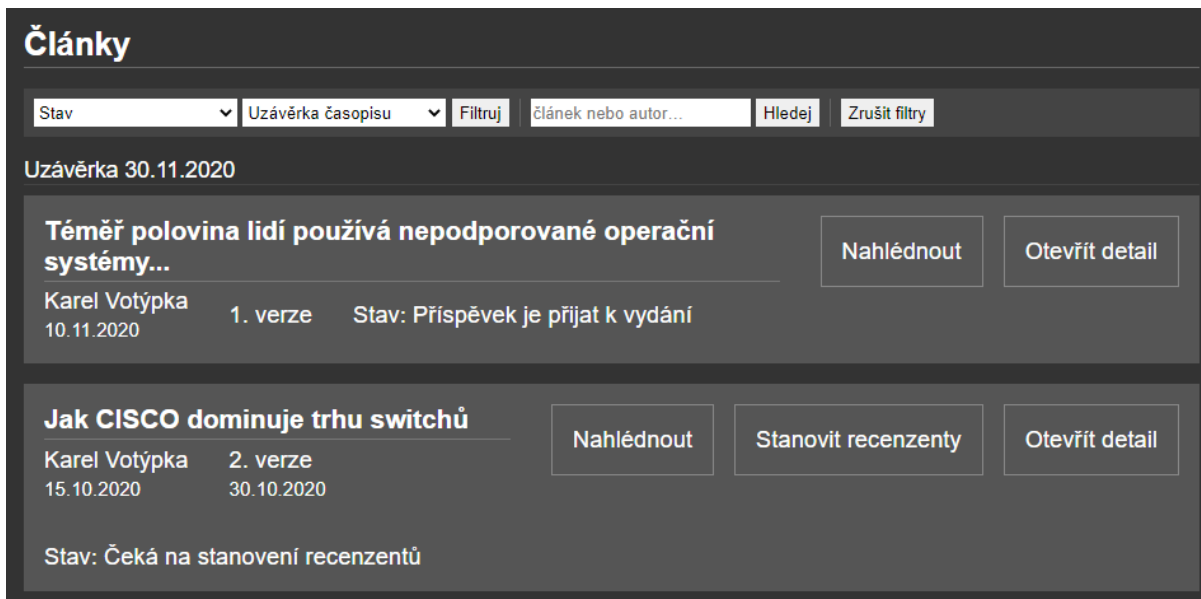 Články
Stav Uzávěrka časopisu Filtruj článek nebo autor... Hledej Zrušit filtry
Uzávěrka 30.11.2020
Téměř polovina lidí používá nepodporované operační
systémy...
Nahlédnout Otevřít detail
Karel Votýpka
10.11.2020
1. verze Stav: Příspěvek je přijat k vydání
Jak CISCO dominuje trhu switchů
Nahlédnout Stanovit recenzenty Otevřít detail
Karel Votýpka 2. verze
15.10.2020 30.10.2020
Stav: Čeká na stanovení recenzentů